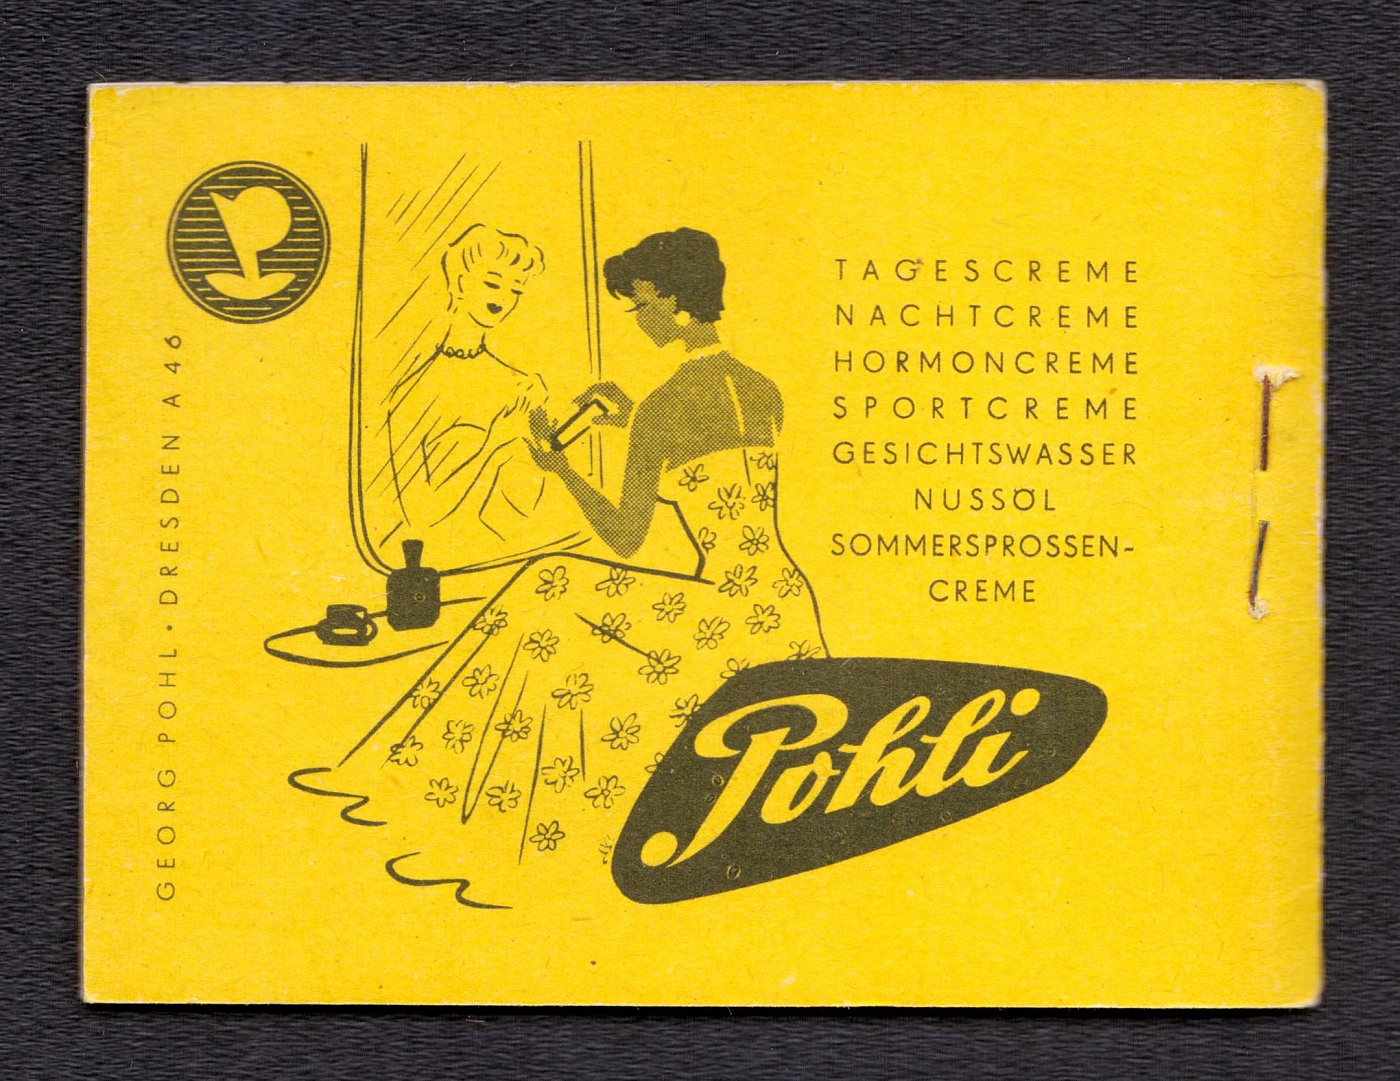 GEORG POHL • DRESDEN A 46
TAGESCREME
NACHTCREME
HORMONCREME
SPORTCREME
GESICHTSWASSER
NUSSÖL
SOMMERSPROSSEN-
CREME
Pohli